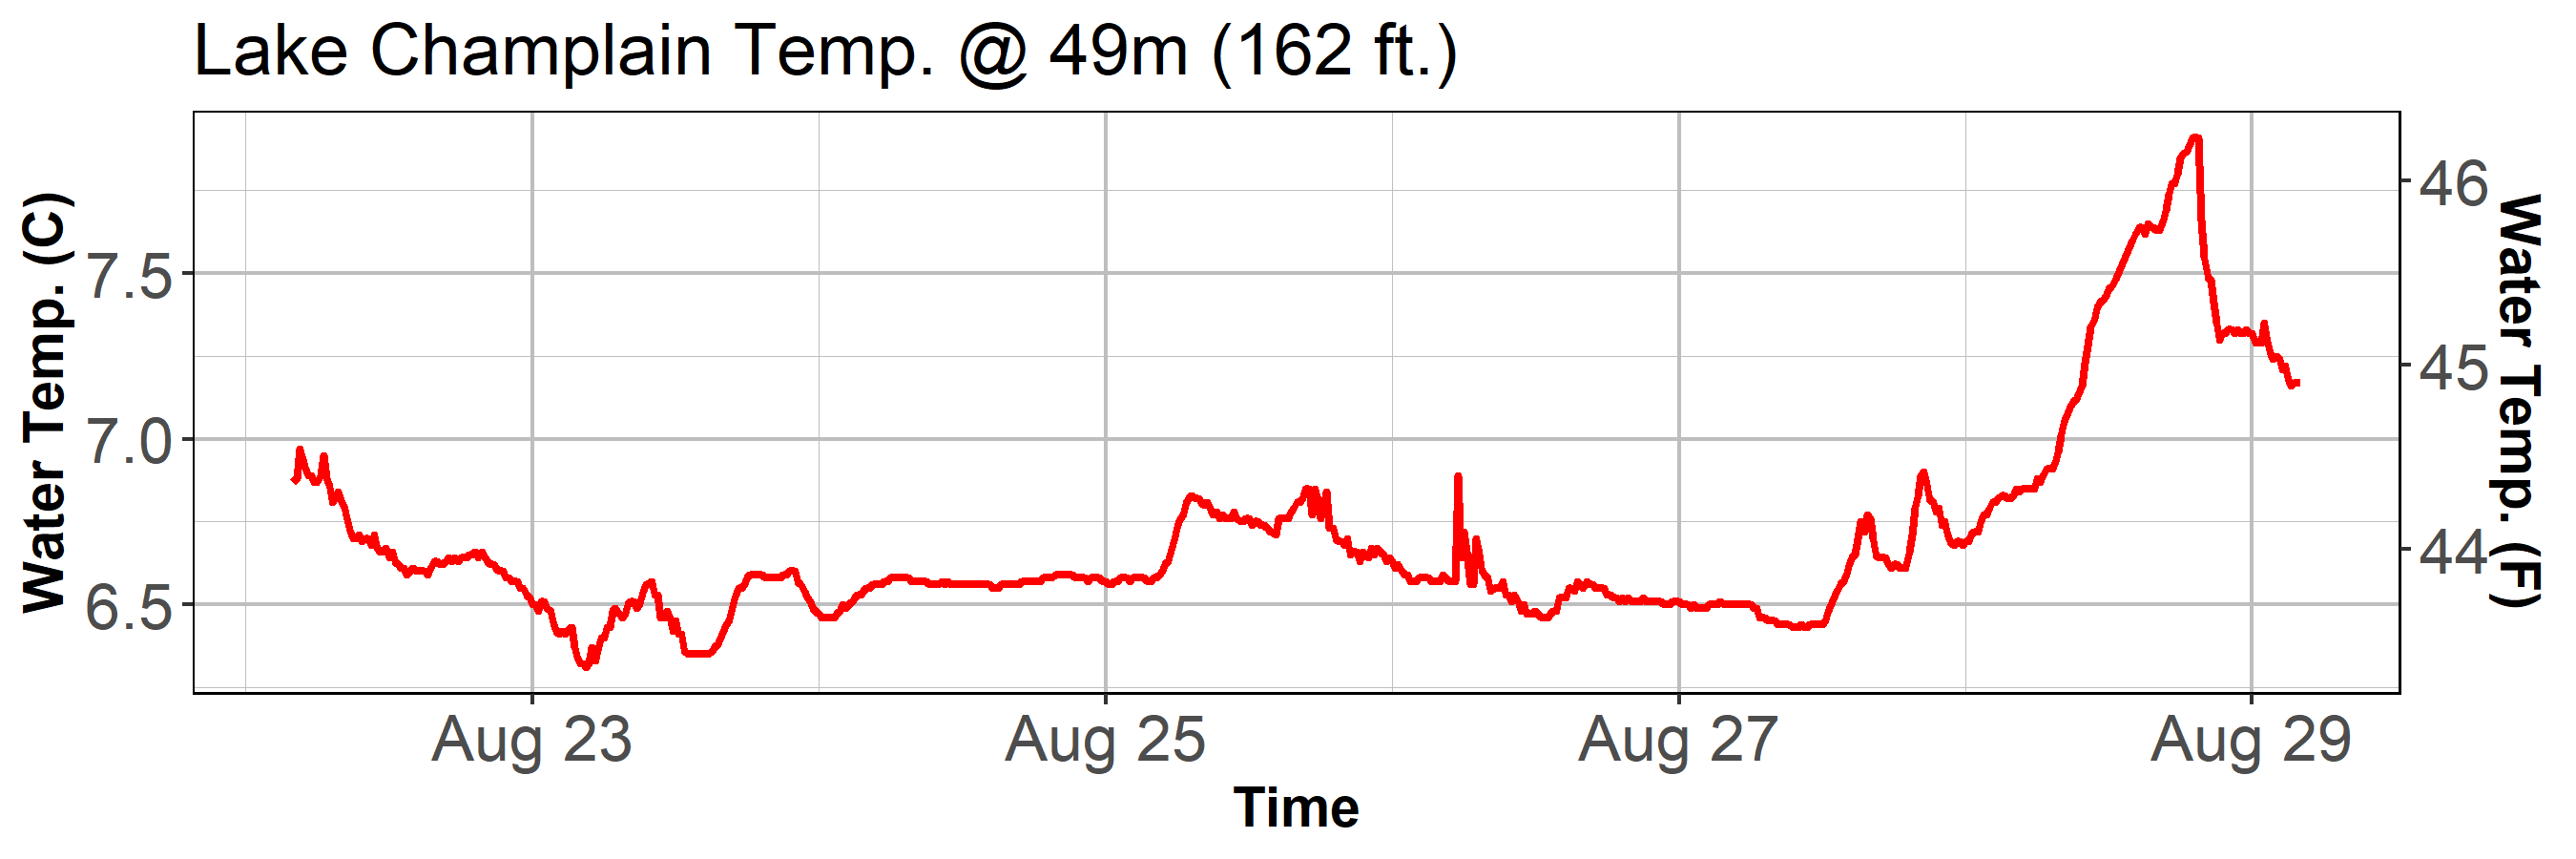 Lake Champlain Temp. @ 49m (162 ft.)
Water Temp. (C)
7.5
7.0
6.5
46
45
44
Water Temp. (F)
Aug 23 Aug 25 Aug 27 Aug 29
Time